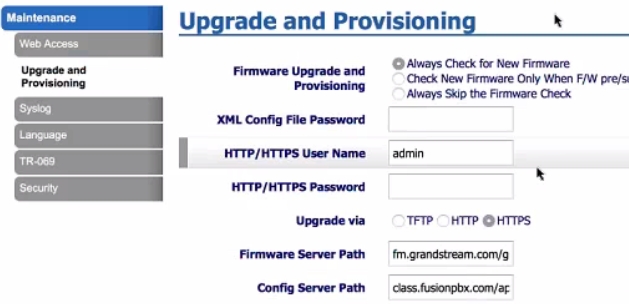 Maintenance
Web Access
Upgrade and
Provisioning
Syslog
Language
TR-069
Security
Upgrade and Provisioning
Firmware Upgrade and
Provisioning
Always Check for New Firmware
Check New Firmware Only When F/W pre/su
Always Skip the Firmware Check
XML Config File Password
HTTP/HTTPS User Name admin
HTTP/HTTPS Password
Upgrade via TFTP HTTP HTTPS
Firmware Server Path fm.grandstream.com/g
Config Server Path class.fusionpbx.com/ap